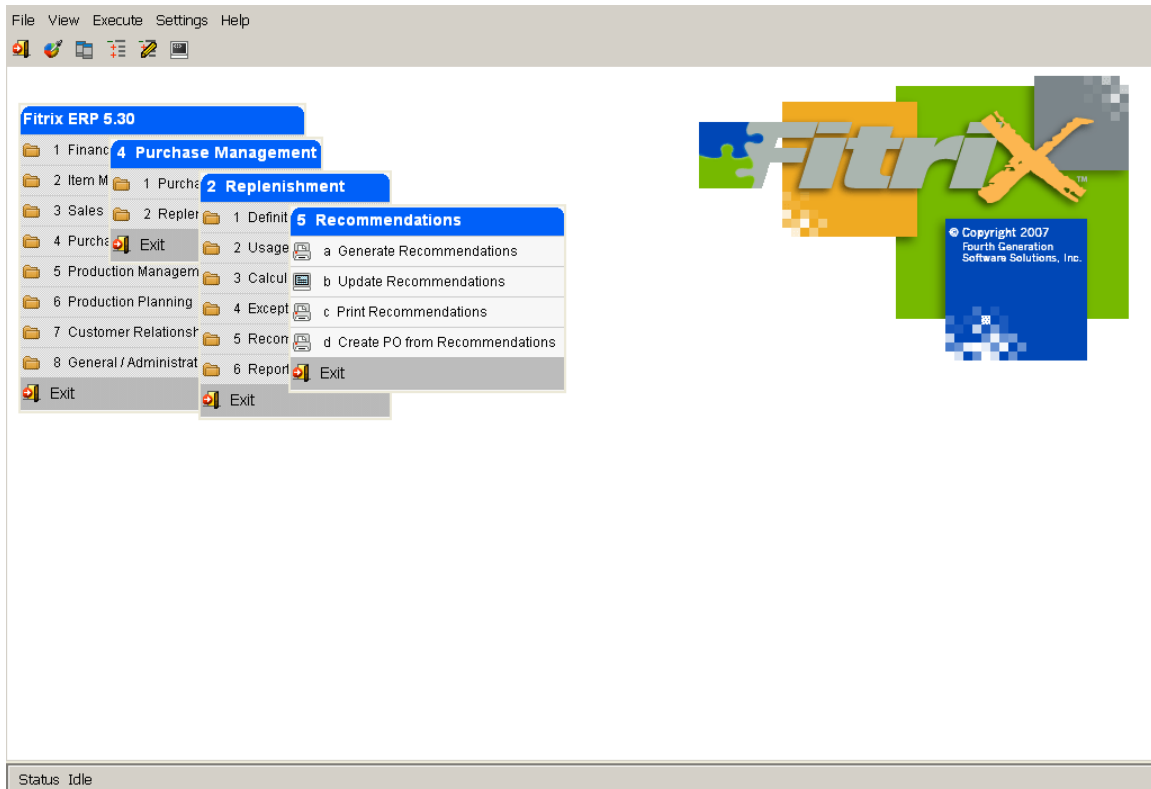 File View Execute Settings Help
Fitrix ERP 5.30
1 Financ
2 Item M
3 Sales
4 Purcha
5 Production Managem
6 Production Planning
7 Customer Relationsh
8 General / Administrat
Exit
4 Purchase Management
1 Purcha
2 Replen
Exit
2 Replenishment
1 Definit
2 Usage
3 Calcul
4 Except
5 Recom
6 Report
Exit
5 Recommendations
a Generate Recommendations
b Update Recommendations
c Print Recommendations
d Create PO from Recommendations
Exit
FitriX™
© Copyright 2007
Fourth Generation
Software Solutions, Inc.
Status Idle